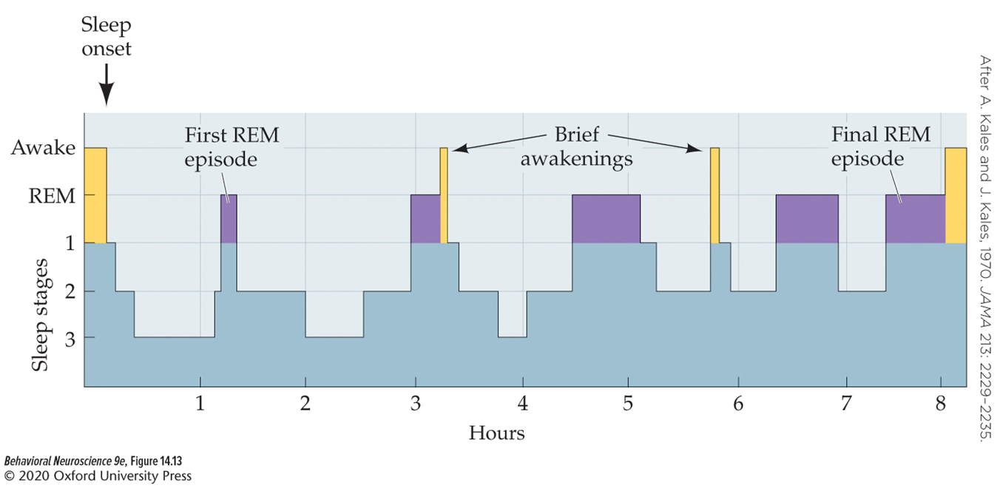 Sleep
onset
Awake
REM
1
2
3
Sleep stages
First REM
episode
Brief
awakenings
Final REM
episode
1 2 3 4 5 6 7 8
Hours
After A. Kales and J. Kales, 1970. JAMA 213: 2229–2235.
Behavioral Neuroscience 9e, Figure 14.13
© 2020 Oxford University Press